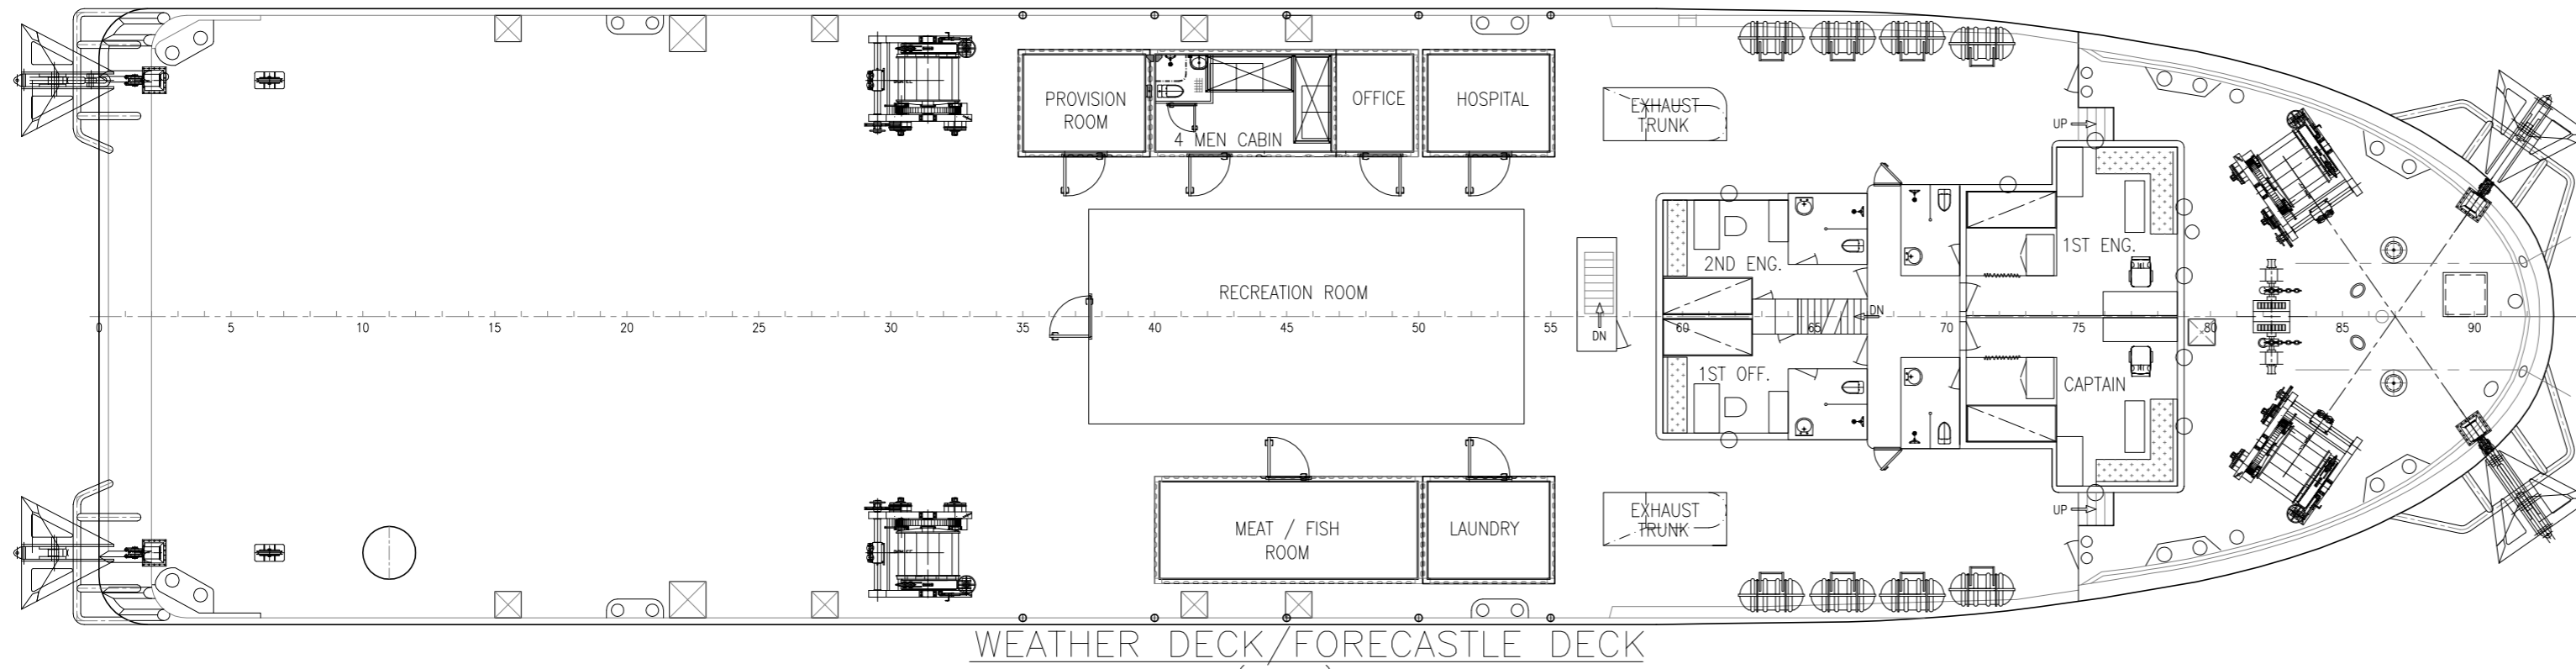 PROVISION
ROOM
4 MEN CABIN
OFFICE
HOSPITAL
EXHAUST
TRUNK
UP
1ST ENG.
2ND ENG.
RECREATION ROOM
DN
DN
0 5 10 15 20 25 30 35 40 45 50 55 60 65 70 75 80 85 90
1ST OFF.
CAPTAIN
MEAT / FISH
ROOM
LAUNDRY
EXHAUST
TRUNK
UP
WEATHER DECK/FORECASTLE DECK